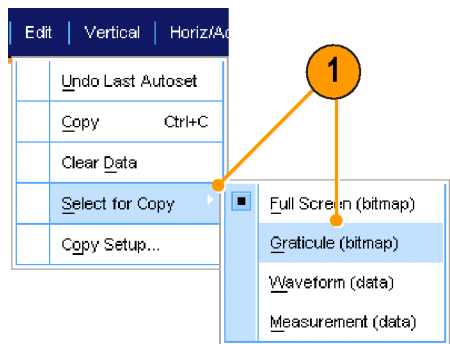 Edit | Vertical | Horiz/Ac
1
Undo Last Autoset
Copy Ctrl+C
Clear Data
Select for Copy
Copy Setup...
Full Screen (bitmap)
Graticule (bitmap)
Waveform (data)
Measurement (data)